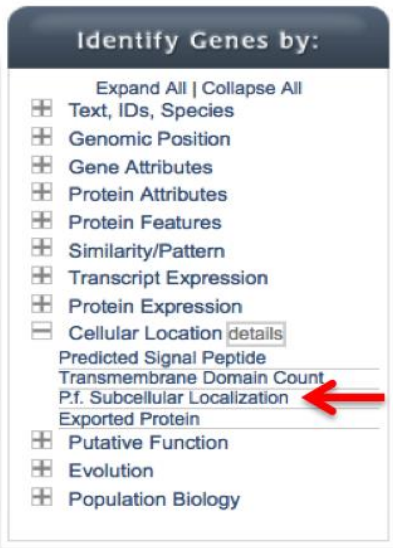 Identify Genes by:
Expand All | Collapse All
Text, IDs, Species
Genomic Position
Gene Attributes
Protein Attributes
Protein Features
Similarity/Pattern
Transcript Expression
Protein Expression
Cellular Location details
Predicted Signal Peptide
Transmembrane Domain Count
P.f. Subcellular Localization
Exported Protein
Putative Function
Evolution
Population Biology